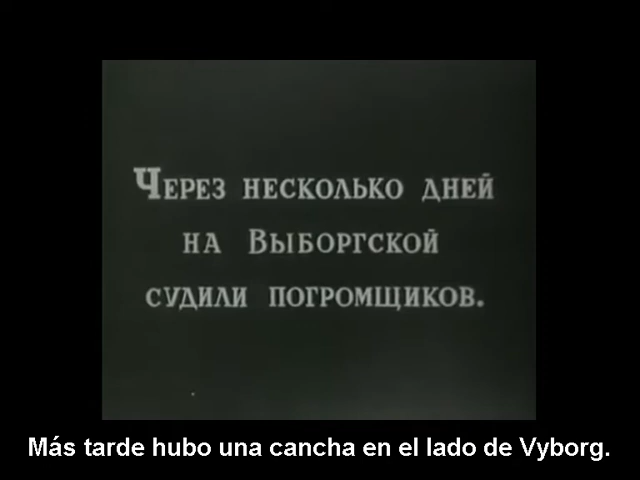 Через несколько дней
на Выборгской
судили погромщиков.
Más tarde hubo una cancha en el lado de Vyborg.